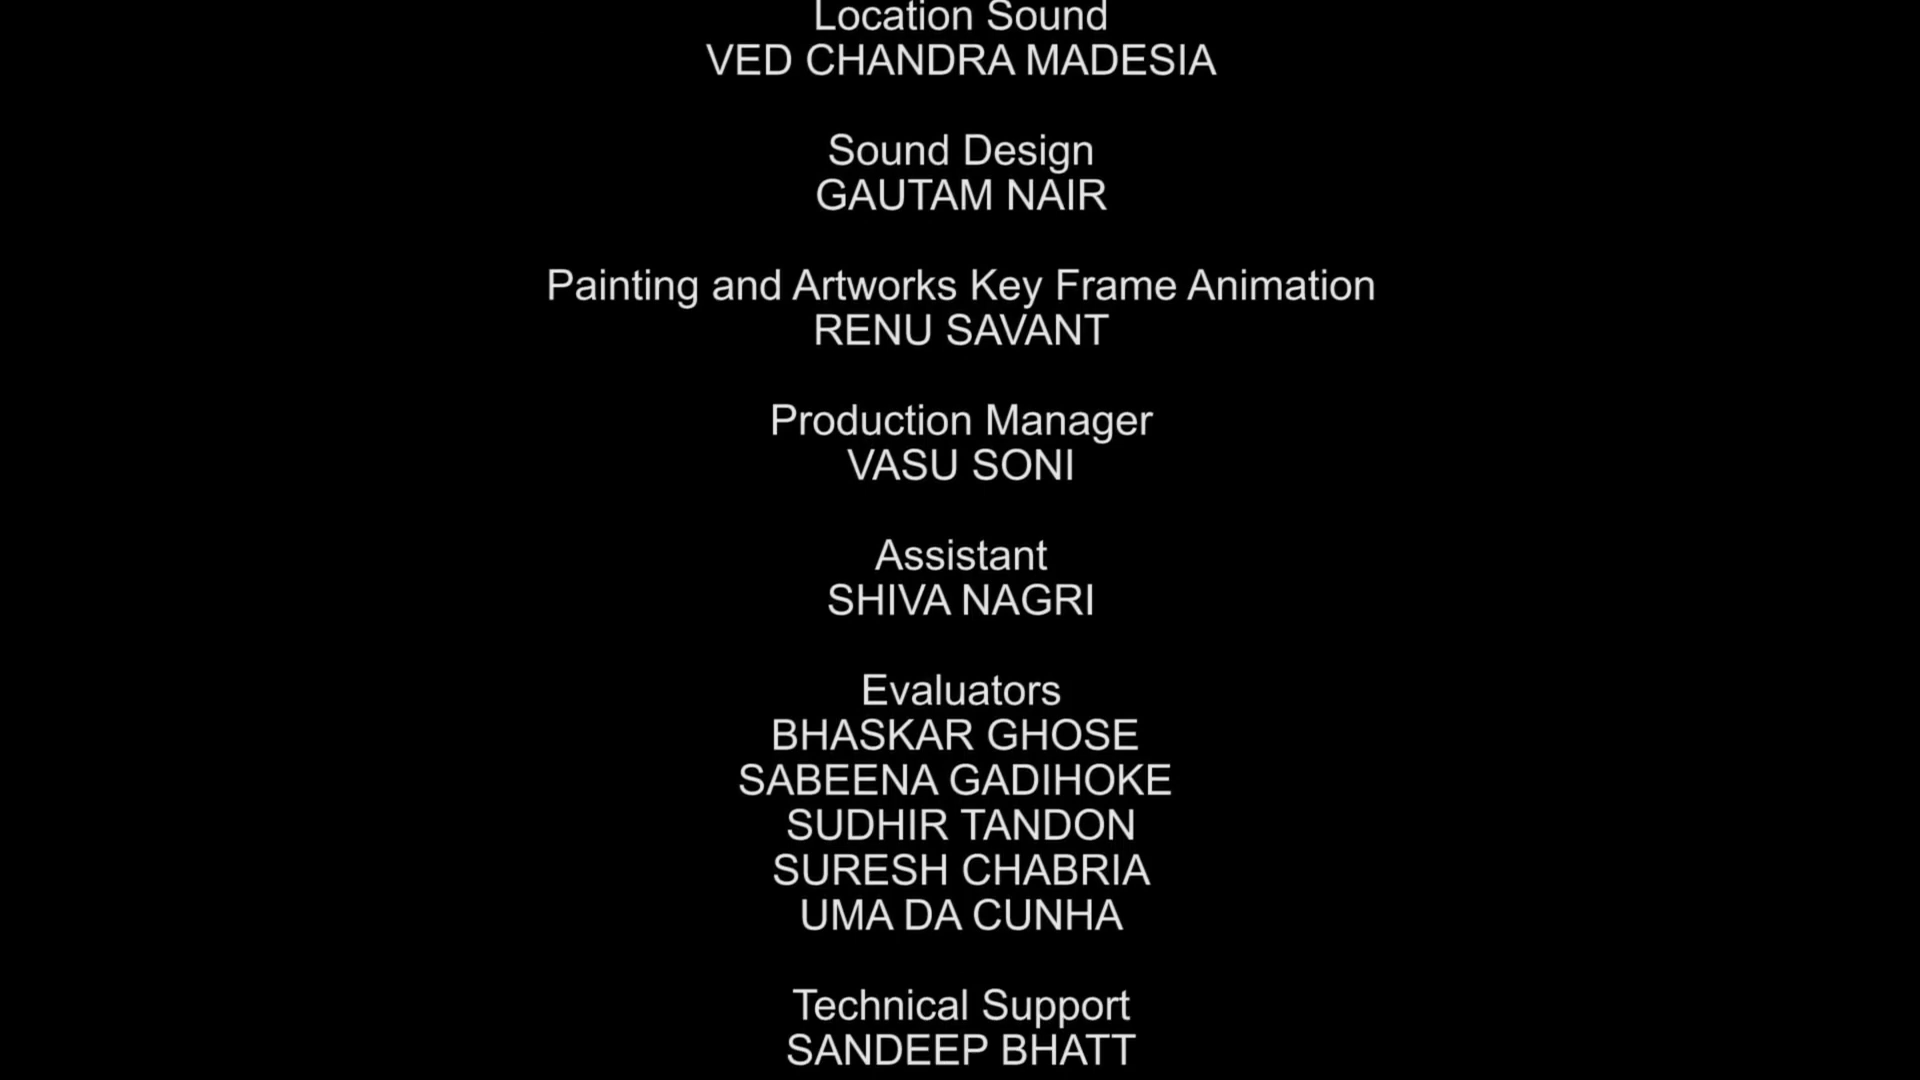 Location Sound
VED CHANDRA MADESIA
Sound Design
GAUTAM NAIR
Painting and Artworks Key Frame Animation
RENU SAVANT
Production Manager
VASU SONI
Assistant
SHIVA NAGRI
Evaluators
BHASKAR GHOSE
SABEENA GADIHOKE
SUDHIR TANDON
SURESH CHABRIA
UMA DA CUNHA
Technical Support
SANDEEP BHATT